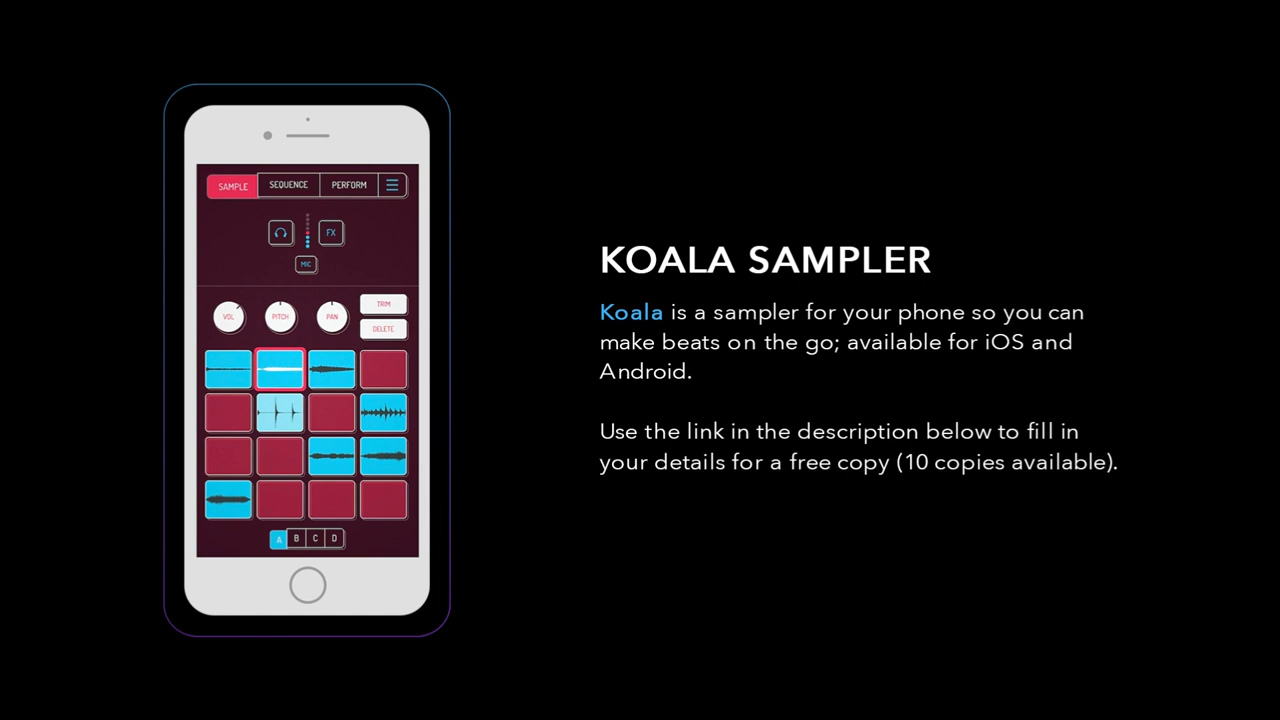 SAMPLE SEQUENCE PERFORM
FX
MIC
VOL PITCH PAN TRIM
DELETE
A B C D
KOALA SAMPLER
Koala is a sampler for your phone so you can
make beats on the go; available for iOS and
Android.
Use the link in the description below to fill in
your details for a free copy (10 copies available).